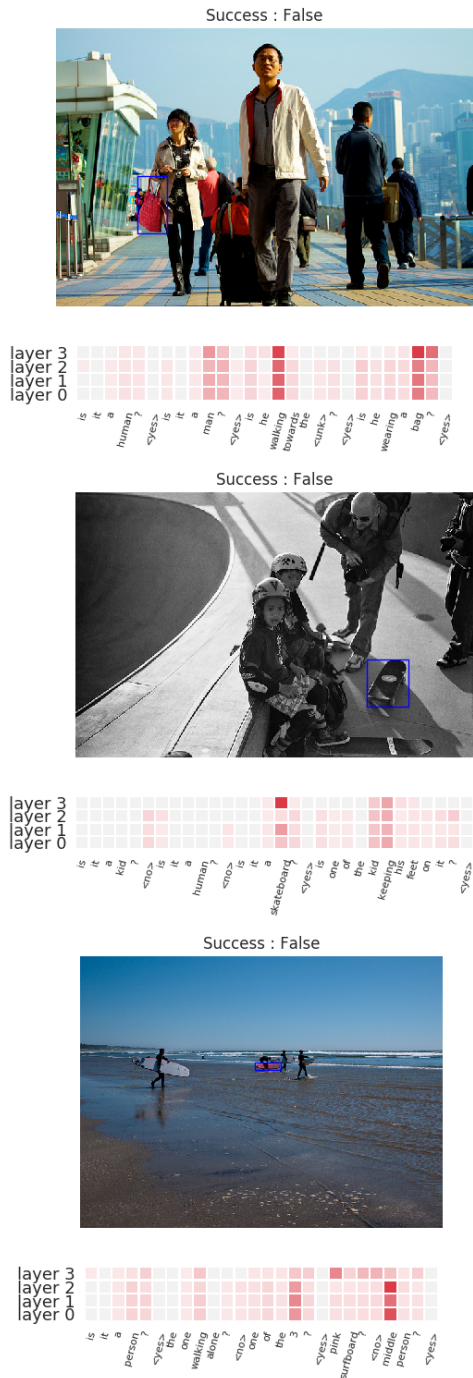 Success : False
layer 3
layer 2
layer 1
layer 0
is it a human ? <yes> is it a man ? <yes> is he walking towards the <unk> ? <yes> is he wearing a bag ? <yes>
Success : False
layer 3
layer 2
layer 1
layer 0
is it a kid ? <no> is it a human ? <no> is it a skateboard ? <yes> is one of the kid keeping his feet on it ? <yes>
Success : False
layer 3
layer 2
layer 1
layer 0
is it a person ? <yes> the one walking alone ? <no> one of the 3 ? <yes> pink surfboard ? <no> middle person ? <yes>